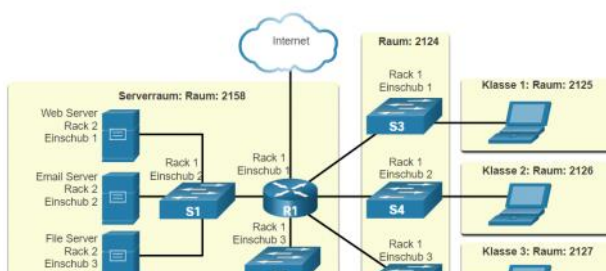 Internet
Raum: 2124
Serverraum: Raum: 2158
Web Server
Rack 2
Einschub 1
Email Server
Rack 2
Einschub 2
File Server
Rack 2
Einschub 3
Rack 1
Einschub 2
S1
Rack 1
Einschub 1
R1
Rack 1
Einschub 3
Rack 1
Einschub 1
S3
Rack 1
Einschub 2
S4
Rack 1
Einschub 3
Klasse 1: Raum: 2125
Klasse 2: Raum: 2126
Klasse 3: Raum: 2127